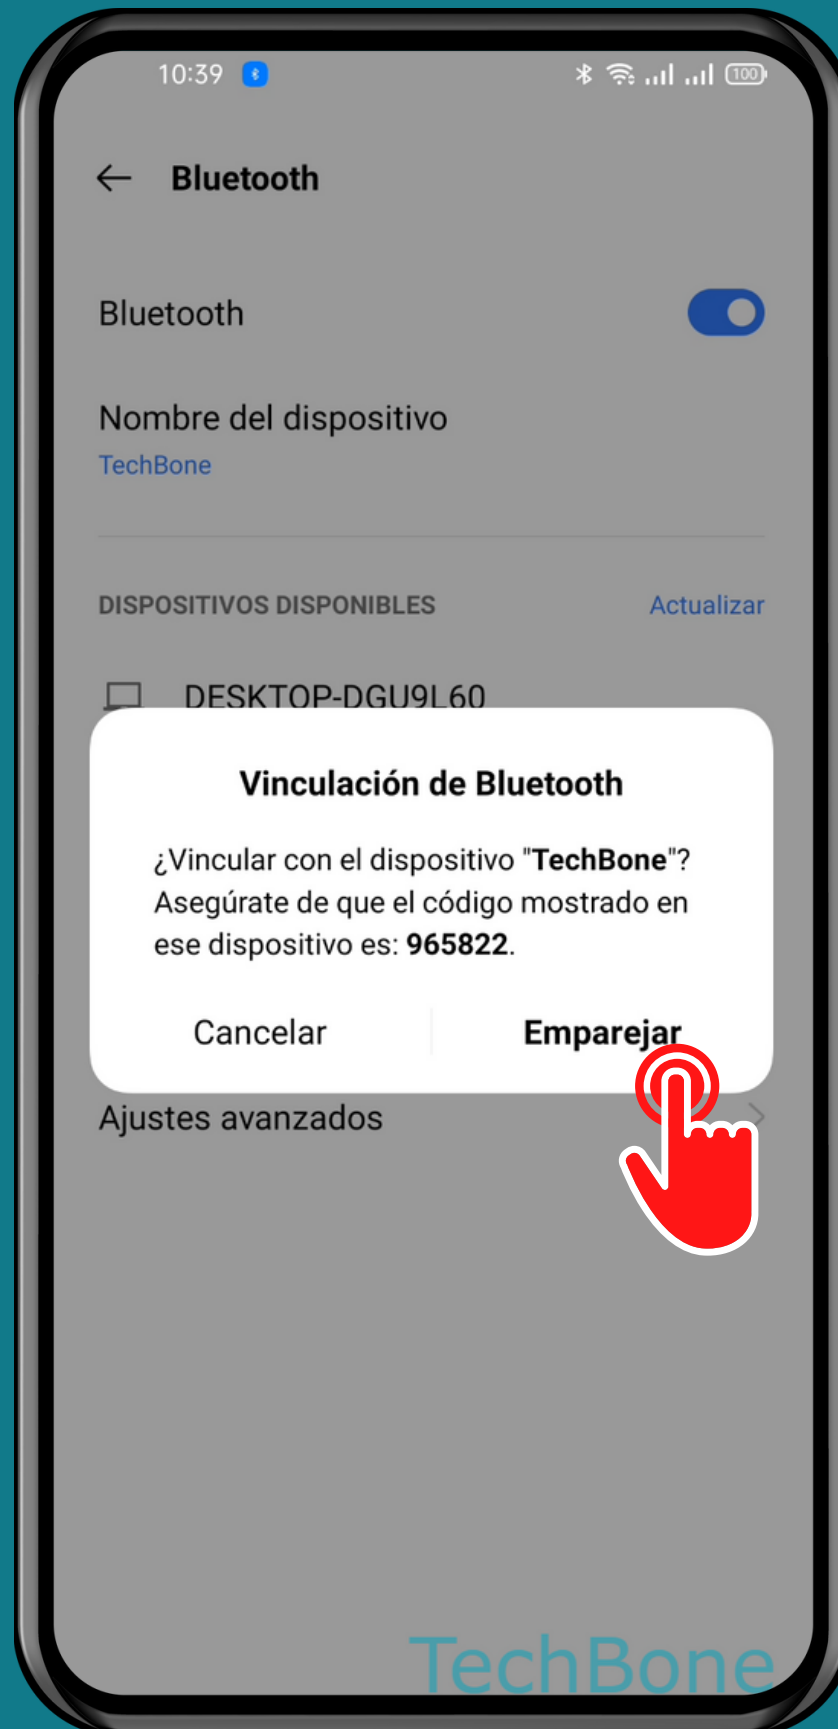 10:39
100
Bluetooth
Bluetooth
Nombre del dispositivo
TechBone
DISPOSITIVOS DISPONIBLES
Actualizar
DESKTOP-DGU9L60
Vinculación de Bluetooth
¿Vincular con el dispositivo "TechBone"?
Asegúrate de que el código mostrado en
ese dispositivo es: 965822.
Cancelar
Emparejar
Ajustes avanzados
TechBone